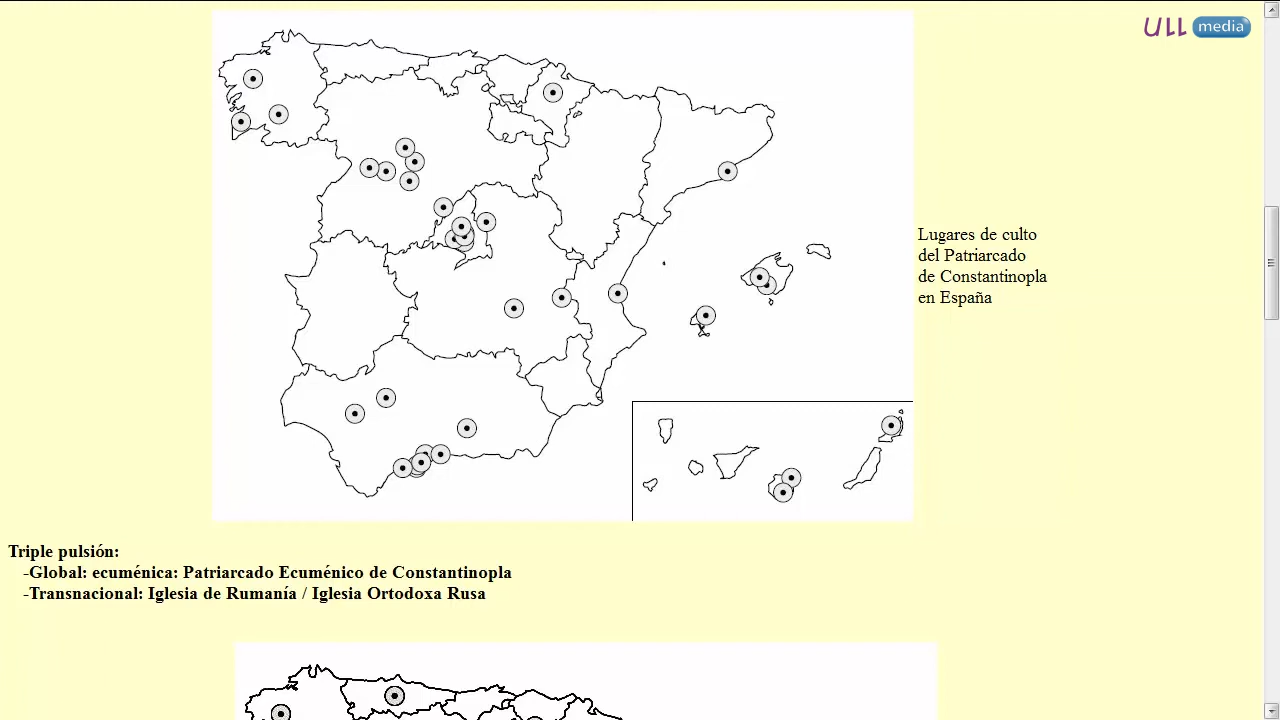 ULL media
Lugares de culto
del Patriarcado
de Constantinopla
en España
Triple pulsión:
-Global: ecuménica: Patriarcado Ecuménico de Constantinopla
-Transnacional: Iglesia de Rumanía / Iglesia Ortodoxa Rusa